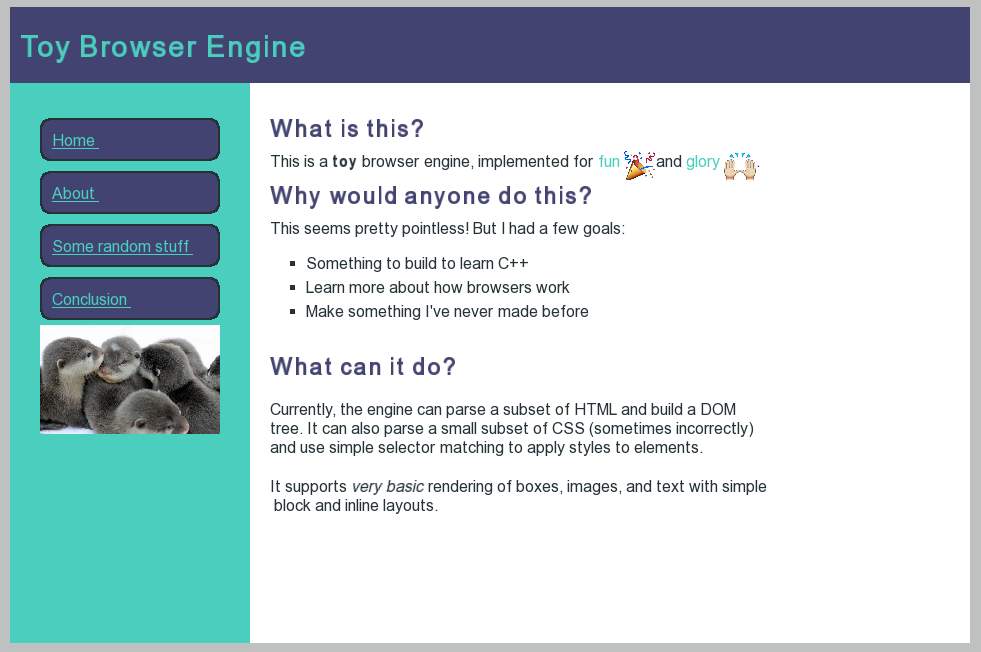 Toy Browser Engine
Home
About
Some random stuff
Conclusion
What is this?
This is a toy browser engine, implemented for fun 🎉 and glory 🙌.
Why would anyone do this?
This seems pretty pointless! But I had a few goals:
Something to build to learn C++
Learn more about how browsers work
Make something I've never made before
What can it do?
Currently, the engine can parse a subset of HTML and build a DOM
tree. It can also parse a small subset of CSS (sometimes incorrectly)
and use simple selector matching to apply styles to elements.
It supports very basic rendering of boxes, images, and text with simple
block and inline layouts.